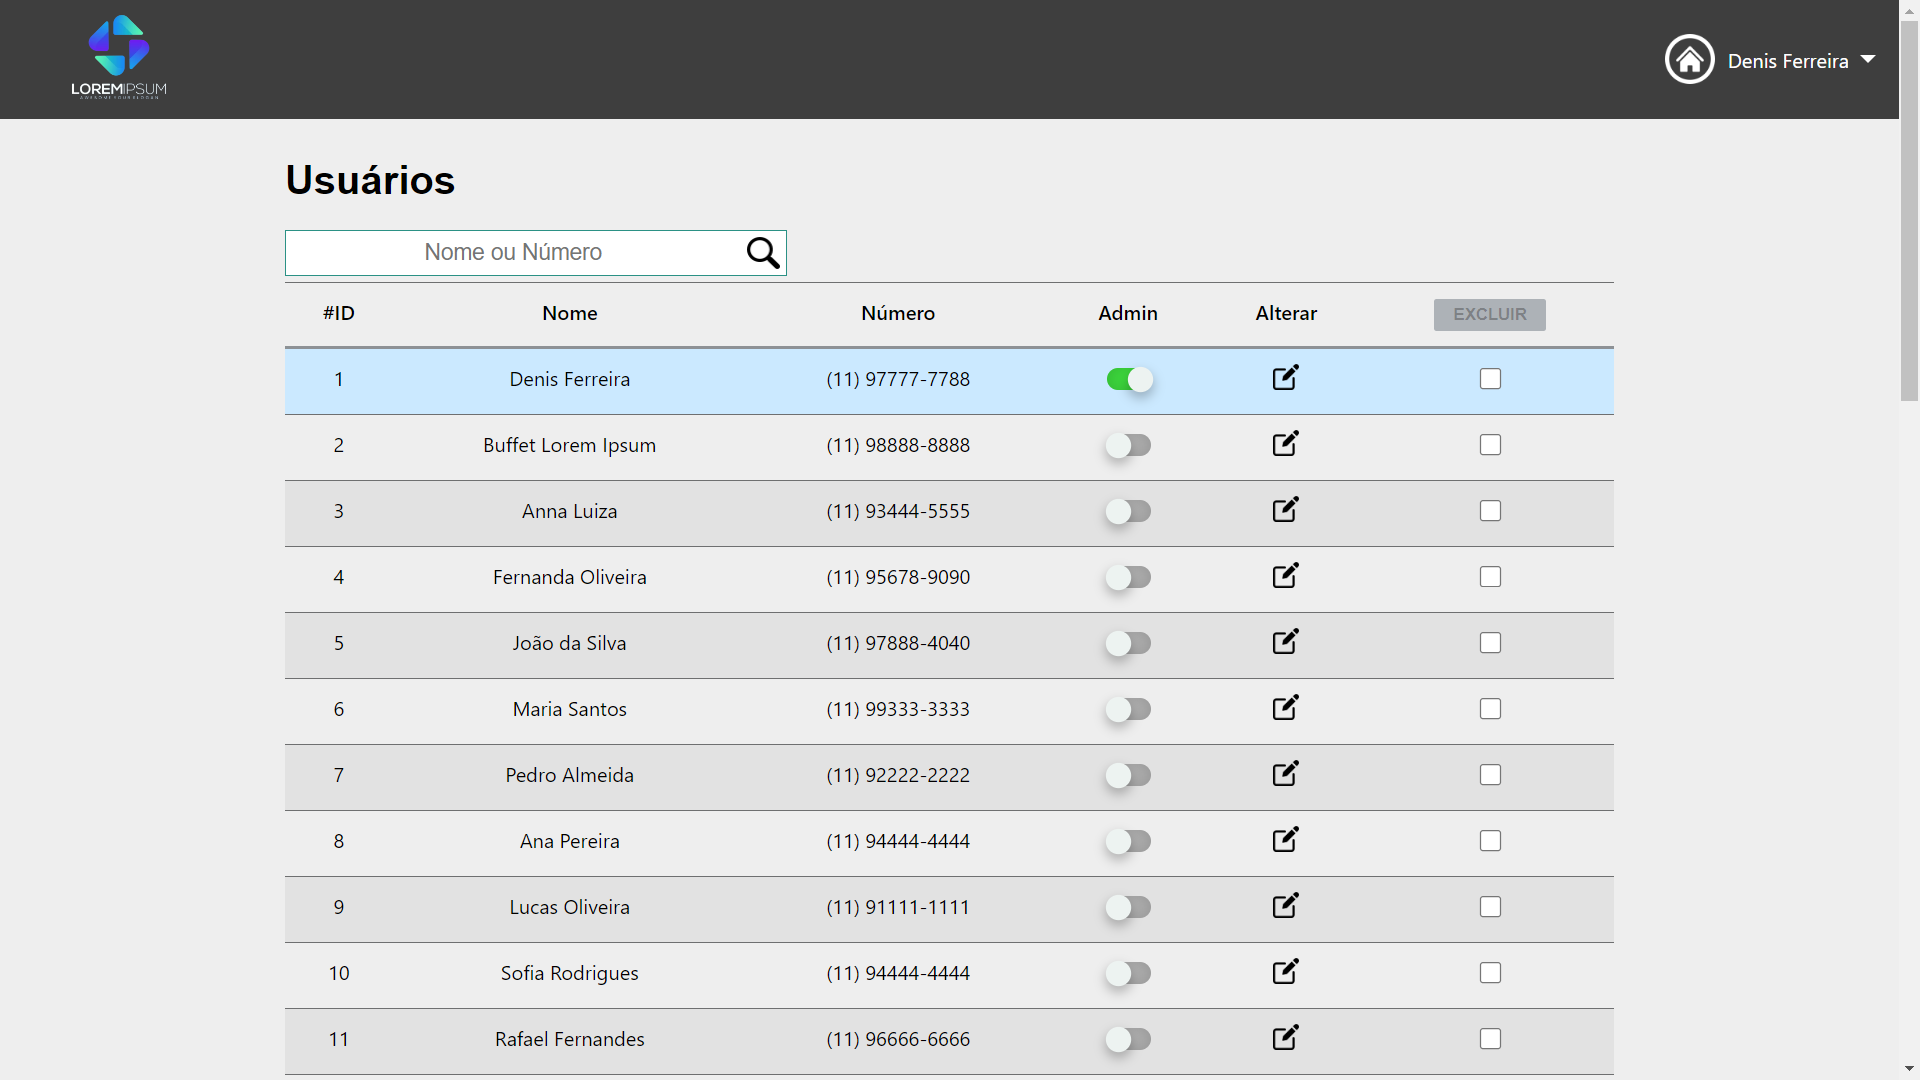 LOREMIPSUM
AWESOME YOUR SLOGAN
Denis Ferreira
Usuários
Nome ou Número
#ID Nome Número Admin Alterar EXCLUIR
1 Denis Ferreira (11) 97777-7788
2 Buffet Lorem Ipsum (11) 98888-8888
3 Anna Luiza (11) 93444-5555
4 Fernanda Oliveira (11) 95678-9090
5 João da Silva (11) 97888-4040
6 Maria Santos (11) 99333-3333
7 Pedro Almeida (11) 92222-2222
8 Ana Pereira (11) 94444-4444
9 Lucas Oliveira (11) 91111-1111
10 Sofia Rodrigues (11) 94444-4444
11 Rafael Fernandes (11) 96666-6666